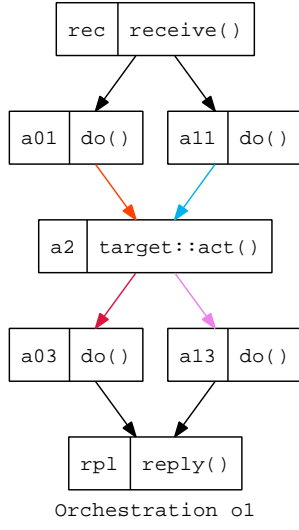 rec receive()
a01 do() a11 do()
a2 target::act()
a03 do() a13 do()
rpl reply()
Orchestration o1